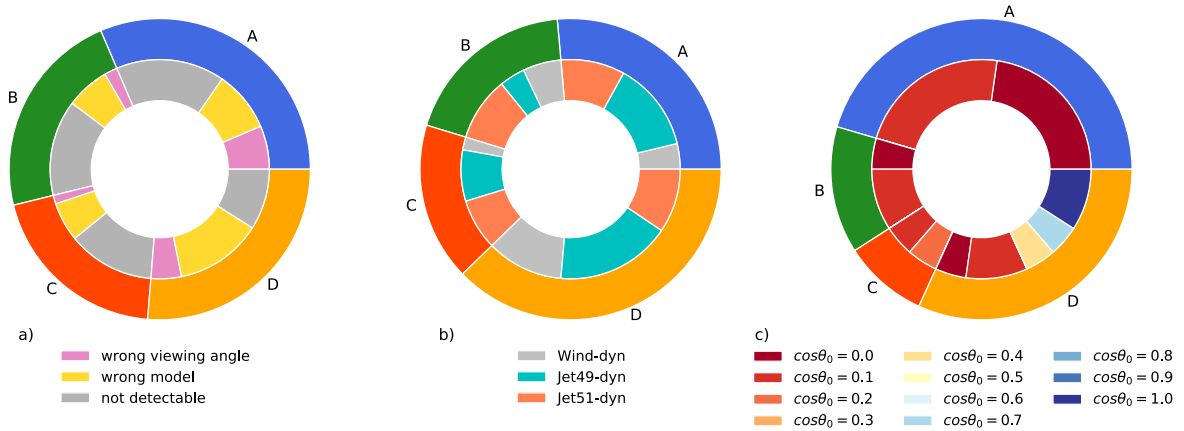 A
B
C
D
a)
wrong viewing angle
wrong model
not detectable
A
B
C
D
b)
Wind-dyn
Jet49-dyn
Jet51-dyn
A
B
C
D
c)
cosθ₀ = 0.0
cosθ₀ = 0.1
cosθ₀ = 0.2
cosθ₀ = 0.3
cosθ₀ = 0.4
cosθ₀ = 0.5
cosθ₀ = 0.6
cosθ₀ = 0.7
cosθ₀ = 0.8
cosθ₀ = 0.9
cosθ₀ = 1.0